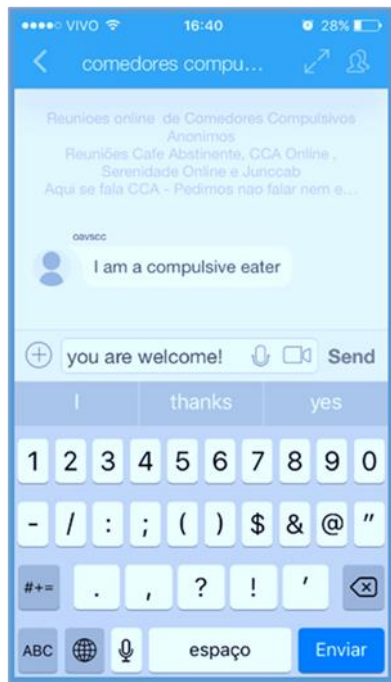 VIVO 16:40 28%
comedores compu...
Reunioes online de Comedores Compulsivos
Anonimos
Reuniões Cafe Abstinente, CCA Online ,
Serenidade Online e Junccab
Aqui se fala CCA - Pedimos nao falar nem e...
oavscc
I am a compulsive eater
you are welcome! Send
I thanks yes
1 2 3 4 5 6 7 8 9 0
- / : ; ( ) $ & @ "
#+= . , ? ! '
ABC espaço Enviar